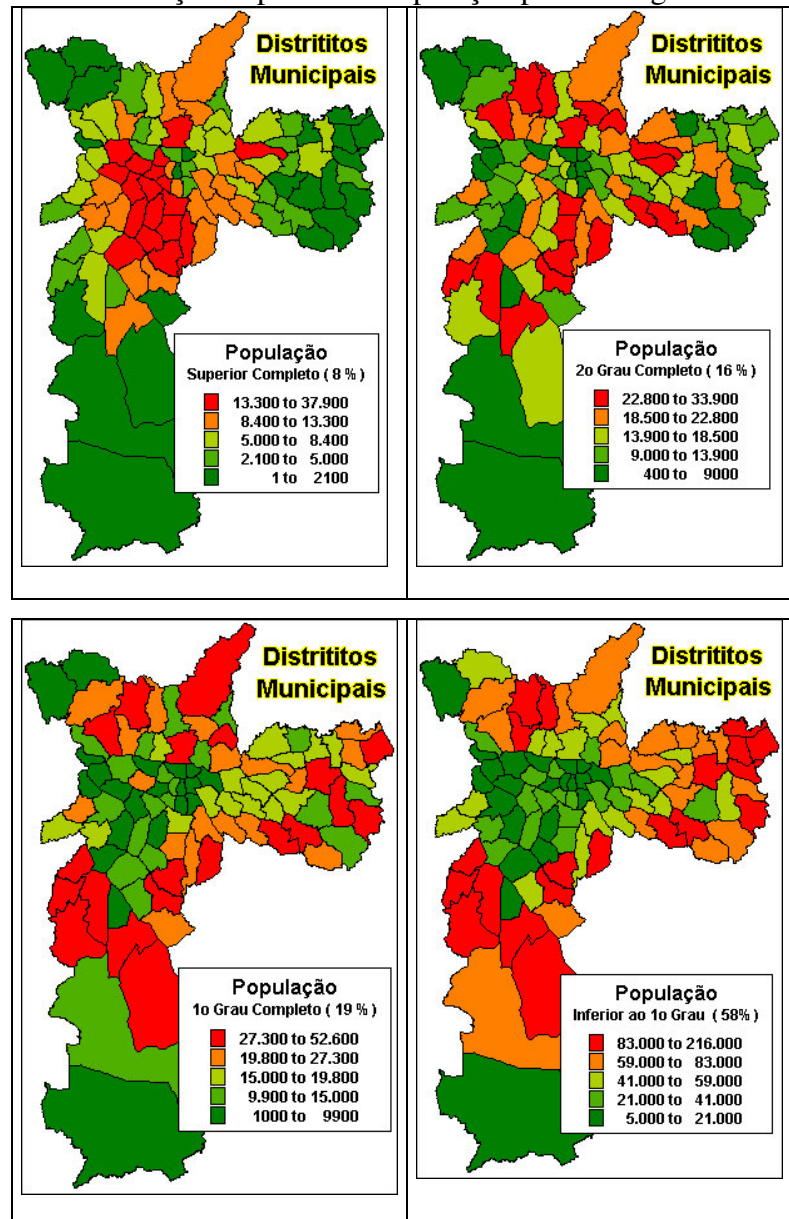 Distrititos
Municipais
População
Superior Completo ( 8 % )
13.300 to 37.900
8.400 to 13.300
5.000 to 8.400
2.100 to 5.000
1 to 2100
Distrititos
Municipais
População
2o Grau Completo ( 16 % )
22.800 to 33.900
18.500 to 22.800
13.900 to 18.500
9.000 to 13.900
400 to 9000
Distrititos
Municipais
População
1o Grau Completo ( 19 % )
27.300 to 52.600
19.800 to 27.300
15.000 to 19.800
9.900 to 15.000
1000 to 9900
Distrititos
Municipais
População
Inferior ao 1o Grau ( 58% )
83.000 to 216.000
59.000 to 83.000
41.000 to 59.000
21.000 to 41.000
5.000 to 21.000